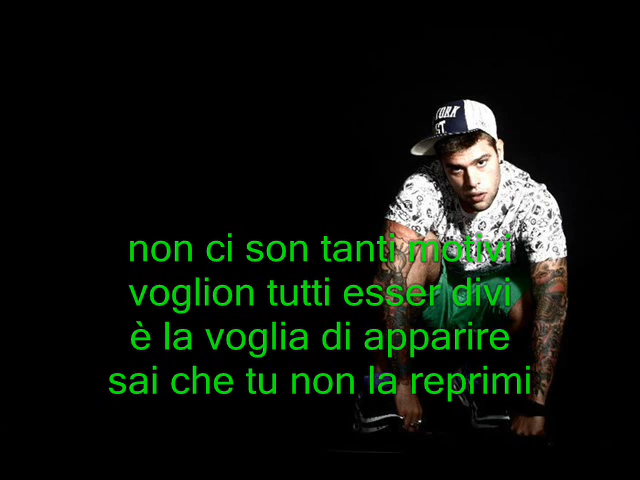 YORK
non ci son tanti motivi
voglion tutti esser divi
è la voglia di apparire
sai che tu non la reprimi